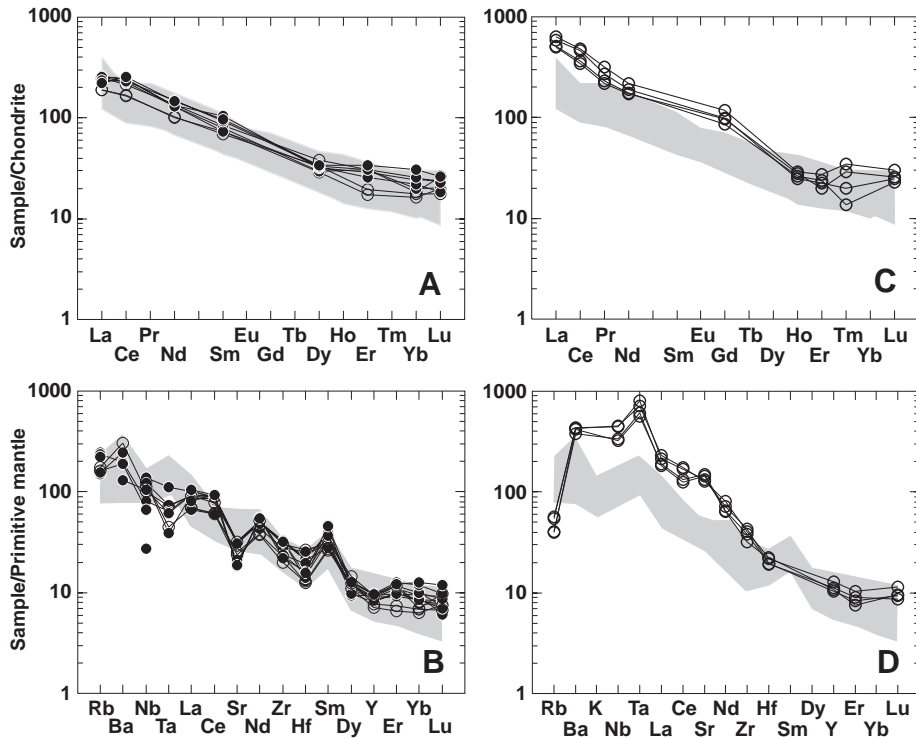 1000
100
10
1
Sample/Chondrite
A
La Pr Eu Tb Ho Tm Lu
Ce Nd Sm Gd Dy Er Yb
1000
100
10
1
C
La Pr Eu Tb Ho Tm Lu
Ce Nd Sm Gd Dy Er Yb
1000
100
10
1
Sample/Primitive mantle
B
Rb Nb La Sr Zr Sm Y Yb
Ba Ta Ce Nd Hf Dy Er Lu
1000
100
10
1
D
Rb K Ta Ce Nd Hf Dy Er Lu
Ba Nb La Sr Zr Sm Y Yb